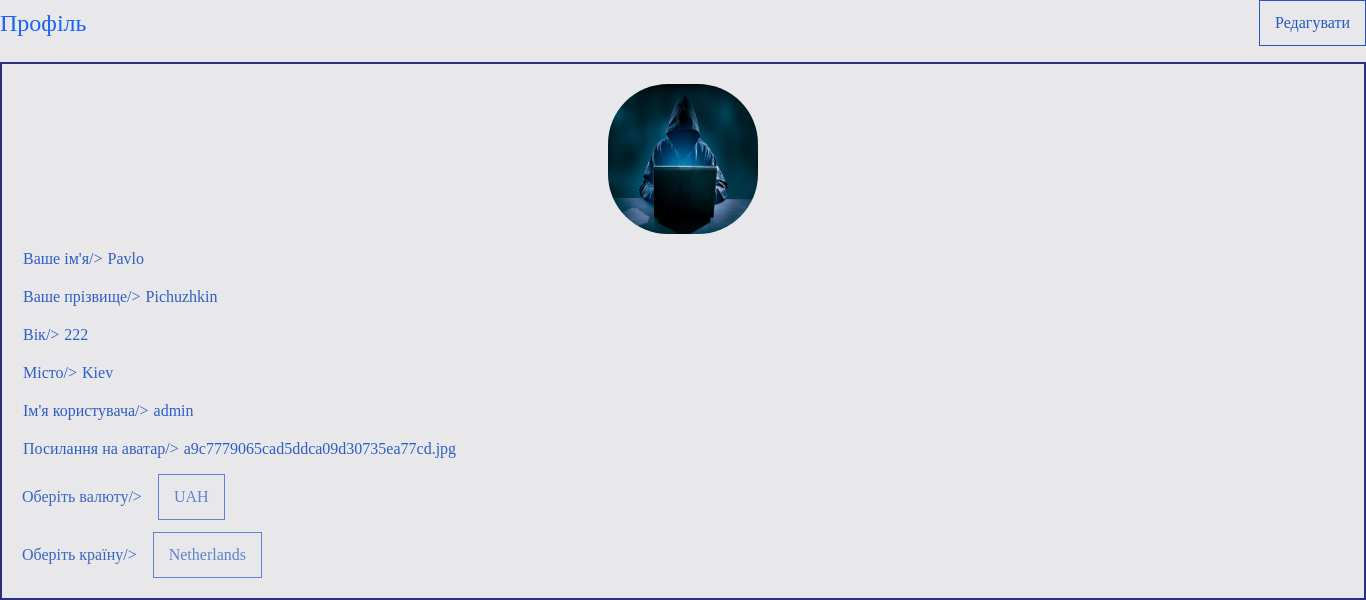 Профіль
Редагувати
Ваше ім'я/> Pavlo
Ваше прізвище/> Pichuzhkin
Вік/> 222
Місто/> Kiev
Ім'я користувача/> admin
Посилання на аватар/> a9c7779065cad5ddca09d30735ea77cd.jpg
Оберіть валюту/> UAH
Оберіть країну/> Netherlands